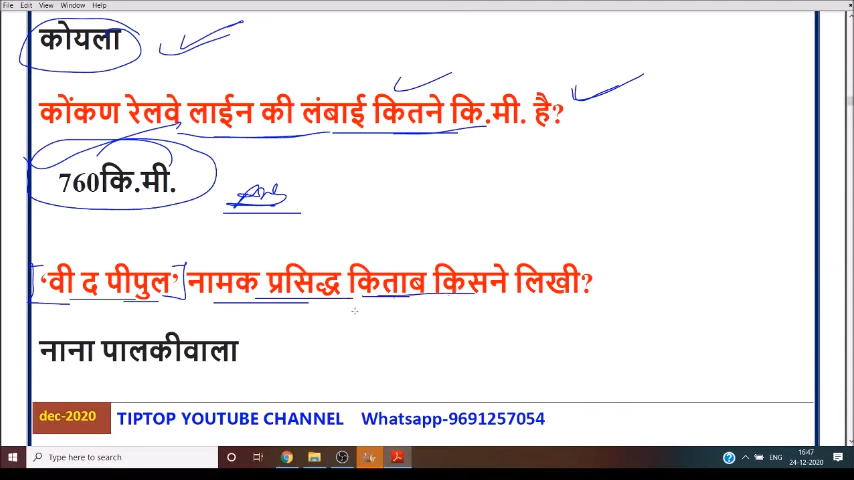 File Edit View Window Help
कोयला
कोंकण रेलवे लाईन की लंबाई कितने कि.मी. है?
760कि.मी.
Ans
‘वी द पीपुल’ नामक प्रसिद्ध किताब किसने लिखी?
नाना पालकीवाला
dec-2020 TIPTOP YOUTUBE CHANNEL Whatsapp-9691257054
Type here to search
ENG
16:47
24-12-2020